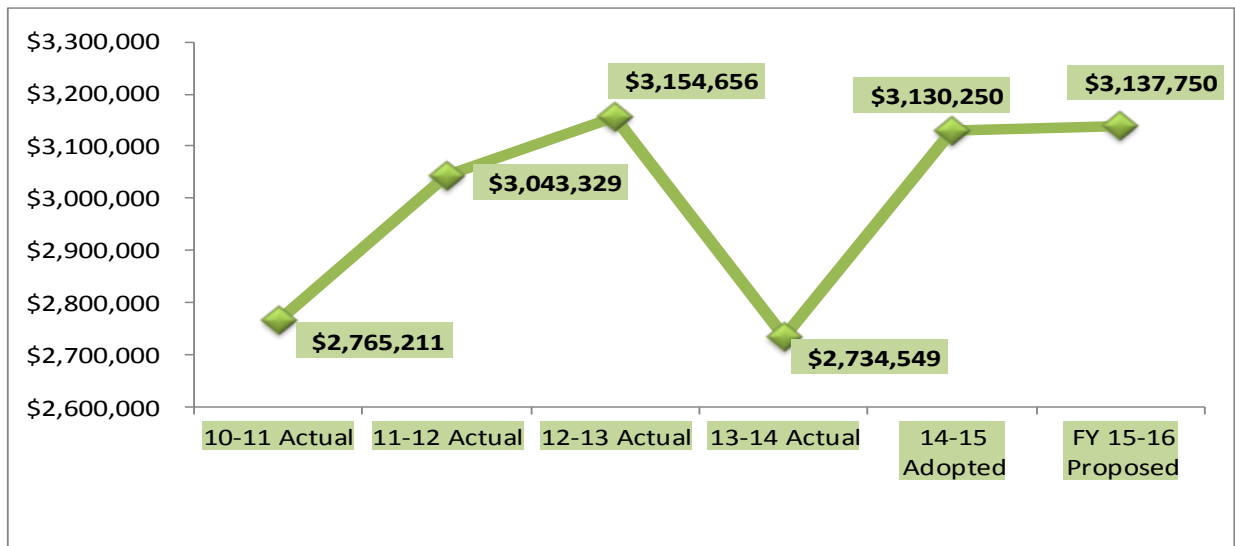 $3,300,000
$3,200,000
$3,100,000
$3,000,000
$2,900,000
$2,800,000
$2,700,000
$2,600,000
$2,765,211
$3,043,329
$3,154,656
$2,734,549
$3,130,250
$3,137,750
10-11 Actual
11-12 Actual
12-13 Actual
13-14 Actual
14-15
Adopted
FY 15-16
Proposed